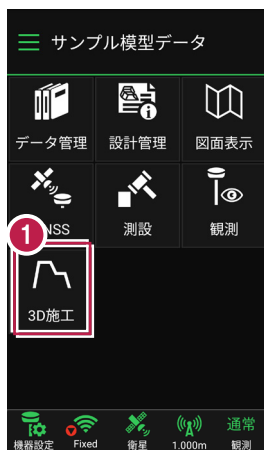 サンプル模型データ
データ管理 設計管理 図面表示
1
NSS 測設 観測
3D施工
機器設定 Fixed 衛星 1.000m 通常 観測